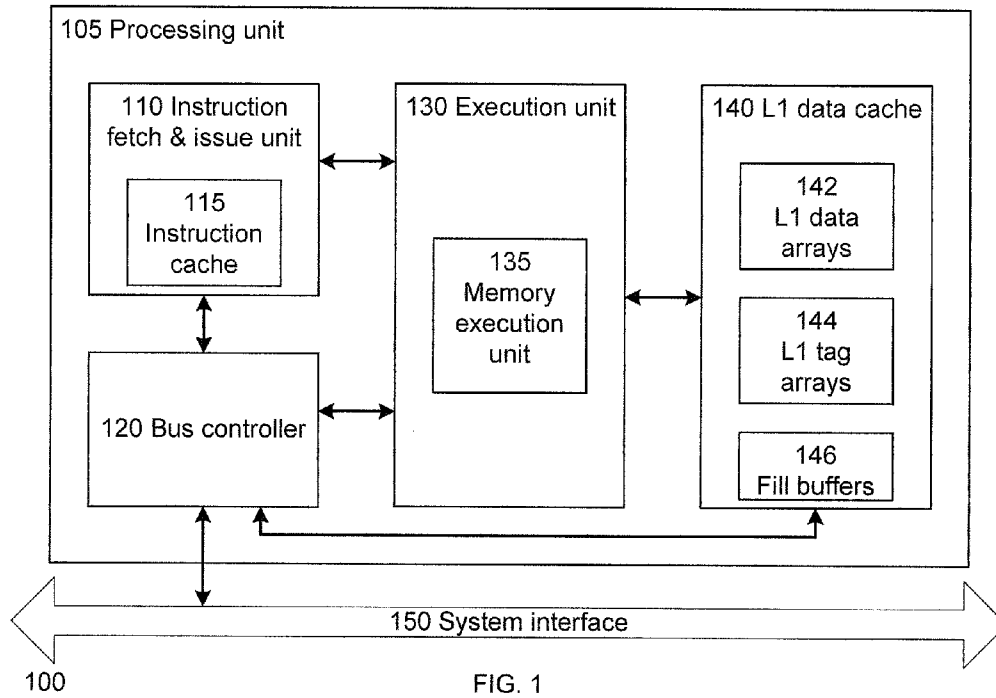 105 Processing unit
110 Instruction
fetch & issue unit
115
Instruction
cache
130 Execution unit
135
Memory
execution
unit
140 L1 data cache
142
L1 data
arrays
144
L1 tag
arrays
146
Fill buffers
120 Bus controller
150 System interface
100
FIG. 1